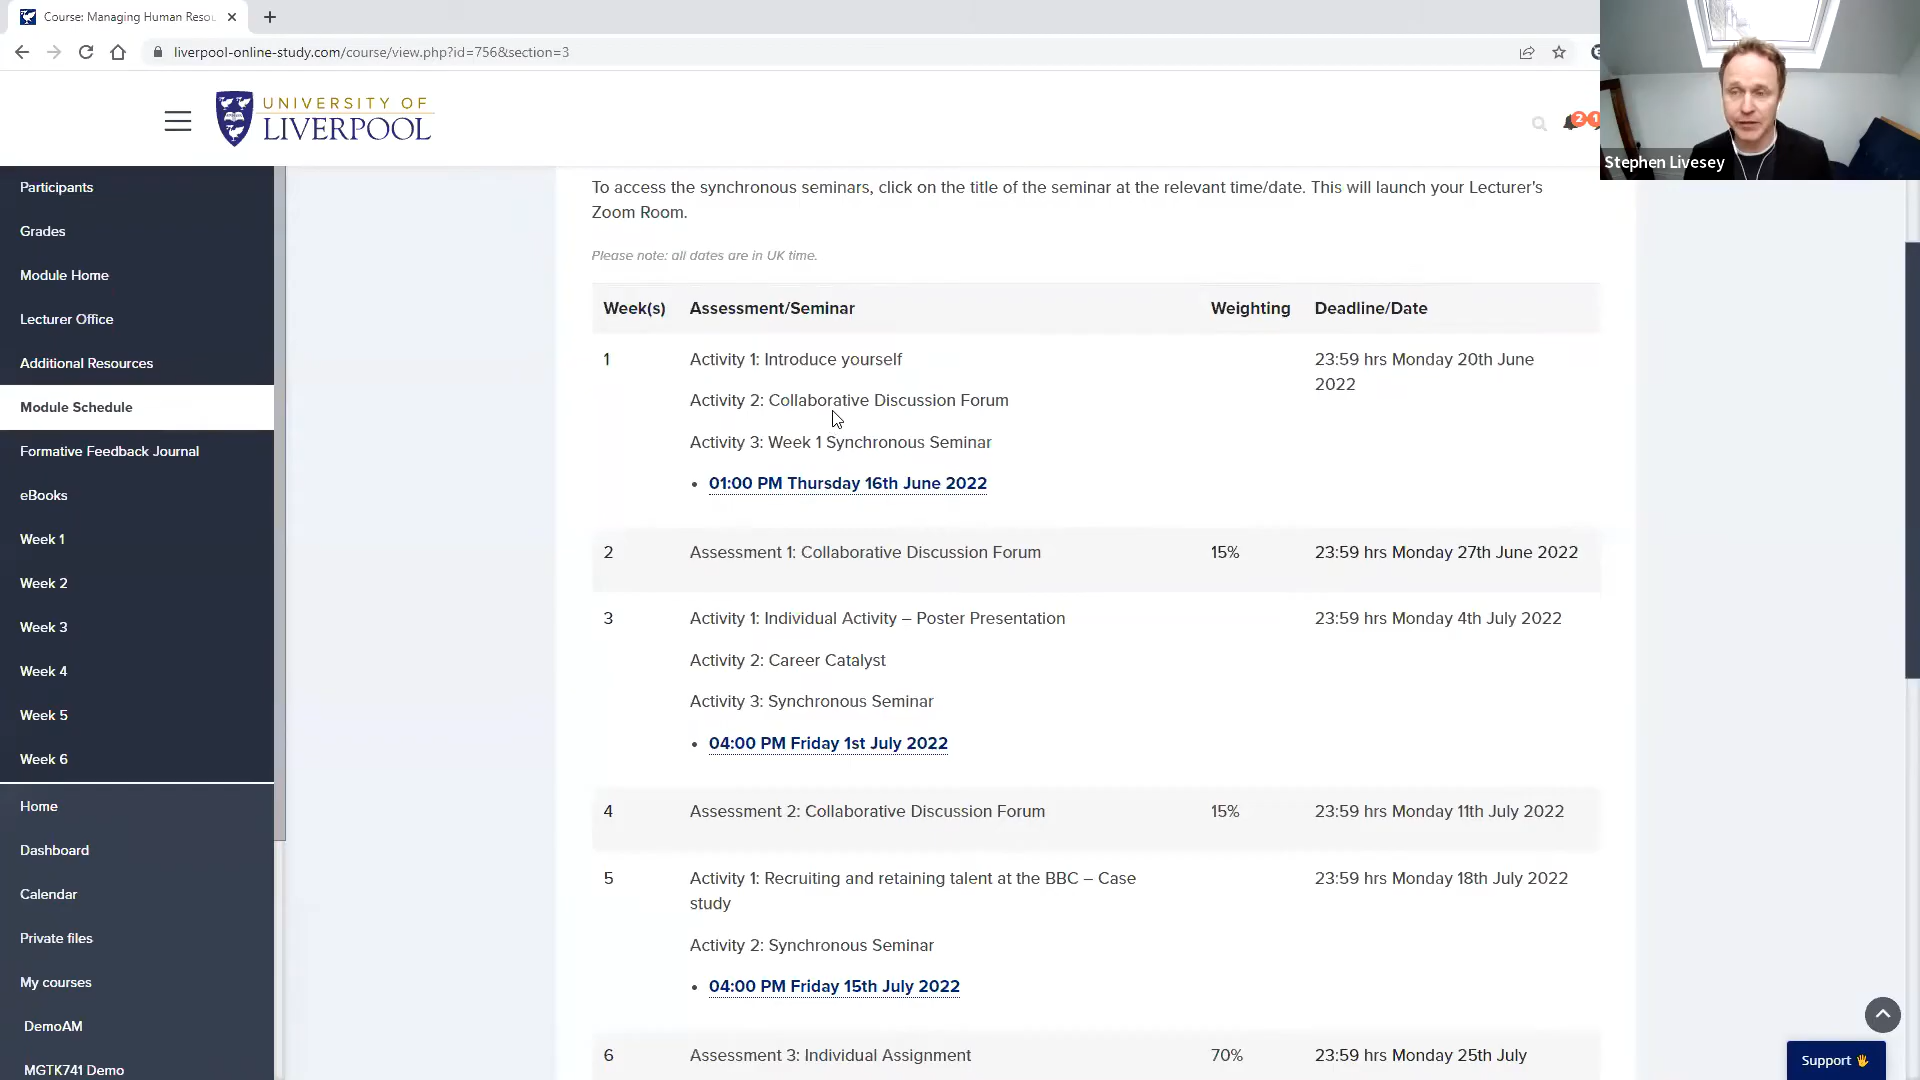 Course: Managing Human Reso
liverpool-online-study.com/course/view.php?id=756&section=3
UNIVERSITY OF
LIVERPOOL
2
1
Stephen Livesey
Participants
Grades
Module Home
Lecturer Office
Additional Resources
Module Schedule
Formative Feedback Journal
eBooks
Week 1
Week 2
Week 3
Week 4
Week 5
Week 6
Home
Dashboard
Calendar
Private files
My courses
DemoAM
MGTK741 Demo
To access the synchronous seminars, click on the title of the seminar at the relevant time/date. This will launch your Lecturer's
Zoom Room.
Please note: all dates are in UK time.
Week(s) Assessment/Seminar Weighting Deadline/Date
1 Activity 1: Introduce yourself 23:59 hrs Monday 20th June
2022
Activity 2: Collaborative Discussion Forum
Activity 3: Week 1 Synchronous Seminar
• 01:00 PM Thursday 16th June 2022
2 Assessment 1: Collaborative Discussion Forum 15% 23:59 hrs Monday 27th June 2022
3 Activity 1: Individual Activity – Poster Presentation 23:59 hrs Monday 4th July 2022
Activity 2: Career Catalyst
Activity 3: Synchronous Seminar
• 04:00 PM Friday 1st July 2022
4 Assessment 2: Collaborative Discussion Forum 15% 23:59 hrs Monday 11th July 2022
5 Activity 1: Recruiting and retaining talent at the BBC – Case 23:59 hrs Monday 18th July 2022
study
Activity 2: Synchronous Seminar
• 04:00 PM Friday 15th July 2022
6 Assessment 3: Individual Assignment 70% 23:59 hrs Monday 25th July
Support